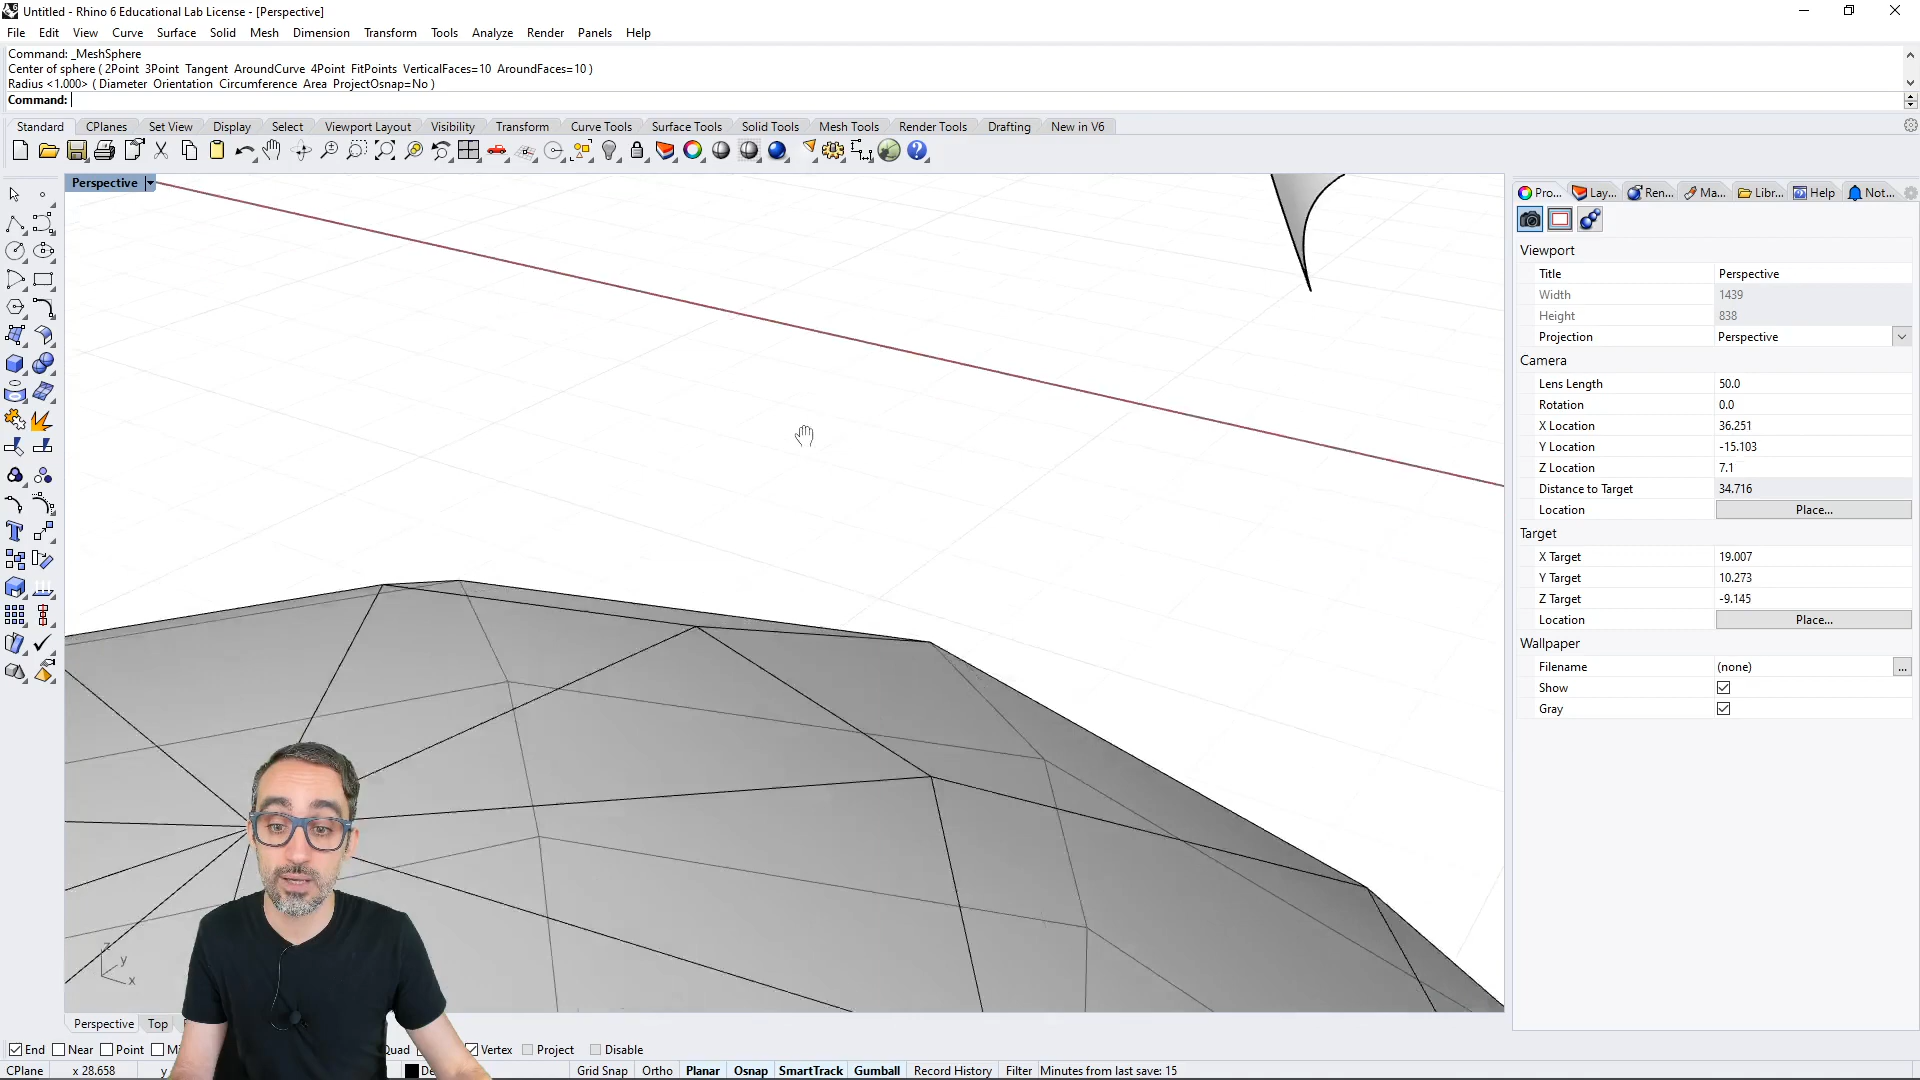 Untitled - Rhino 6 Educational Lab License - [Perspective]
File Edit View Curve Surface Solid Mesh Dimension Transform Tools Analyze Render Panels Help
Command: _MeshSphere
Center of sphere ( 2Point 3Point Tangent AroundCurve 4Point FitPoints VerticalFaces=10 AroundFaces=10 )
Radius <1.000> ( Diameter Orientation Circumference Area ProjectOsnap=No )
Command:
Standard CPlanes Set View Display Select Viewport Layout Visibility Transform Curve Tools Surface Tools Solid Tools Mesh Tools Render Tools Drafting New in V6
Perspective
Pro... Lay... Ren... Ma... Libr... Help Not...
Viewport
Title Perspective
Width 1439
Height 838
Projection Perspective
Camera
Lens Length 50.0
Rotation 0.0
X Location 36.251
Y Location -15.103
Z Location 7.1
Distance to Target 34.716
Location Place...
Target
X Target 19.007
Y Target 10.273
Z Target -9.145
Location Place...
Wallpaper
Filename (none) ...
Show
Gray
z
y
x
Perspective Top
End Near Point Mi Quad Vertex Project Disable
CPlane x 28.658 y De Grid Snap Ortho Planar Osnap SmartTrack Gumball Record History Filter Minutes from last save: 15